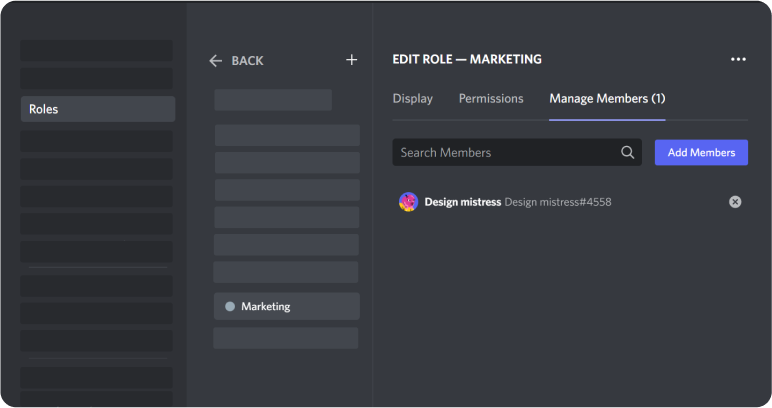 Roles
BACK
Marketing
EDIT ROLE — MARKETING
Display Permissions Manage Members (1)
Search Members Add Members
Design mistress Design mistress#4558